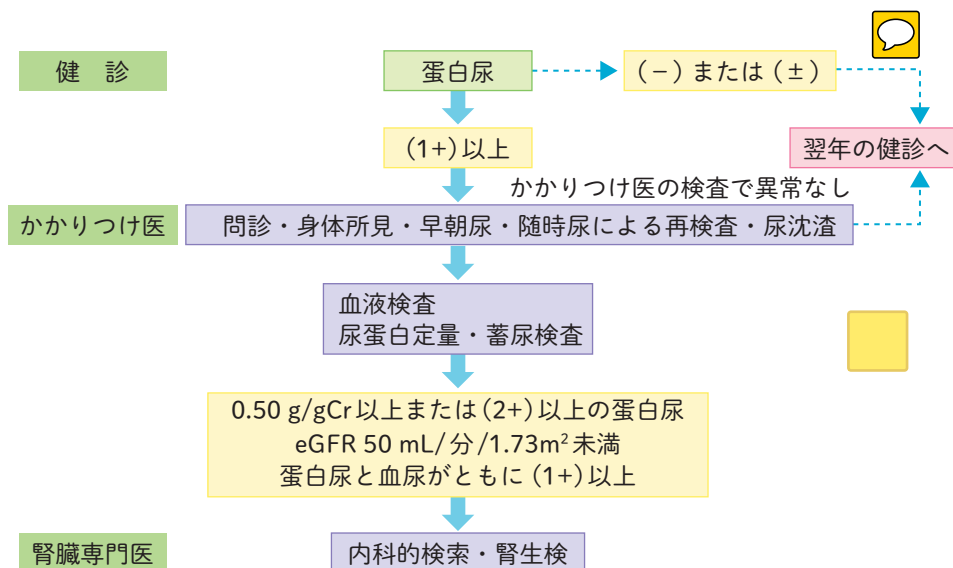 健 診
蛋白尿
(−)または(±)
(1+)以上
翌年の健診へ
かかりつけ医の検査で異常なし
かかりつけ医
問診・身体所見・早朝尿・随時尿による再検査・尿沈渣
血液検査
尿蛋白定量・蓄尿検査
0.50 g/gCr以上または(2+)以上の蛋白尿
eGFR 50 mL/分/1.73m²未満
蛋白尿と血尿がともに(1+)以上
腎臓専門医
内科的検索・腎生検